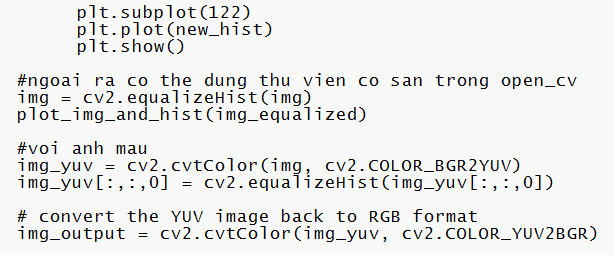 plt.subplot(122)
plt.plot(new_hist)
plt.show()
#ngoai ra co the dung thu vien co san trong open_cv
img = cv2.equalizeHist(img)
plot_img_and_hist(img_equalized)
#voi anh mau
img_yuv = cv2.cvtColor(img, cv2.COLOR_BGR2YUV)
img_yuv[:,:,0] = cv2.equalizeHist(img_yuv[:,:,0])
# convert the YUV image back to RGB format
img_output = cv2.cvtColor(img_yuv, cv2.COLOR_YUV2BGR)